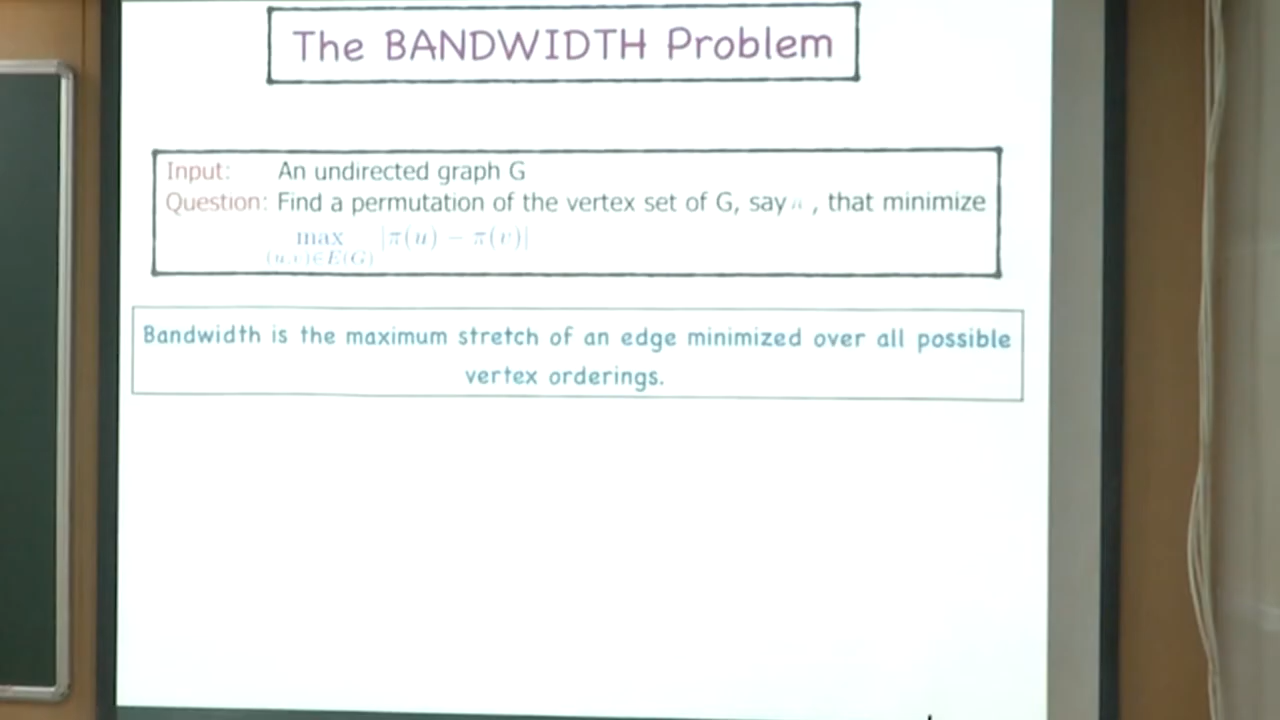 The BANDWIDTH Problem
Input: An undirected graph G
Question: Find a permutation of the vertex set of G, say π , that minimize
max |π(u) − π(v)|
(u,v)∈E(G)
Bandwidth is the maximum stretch of an edge minimized over all possible
vertex orderings.